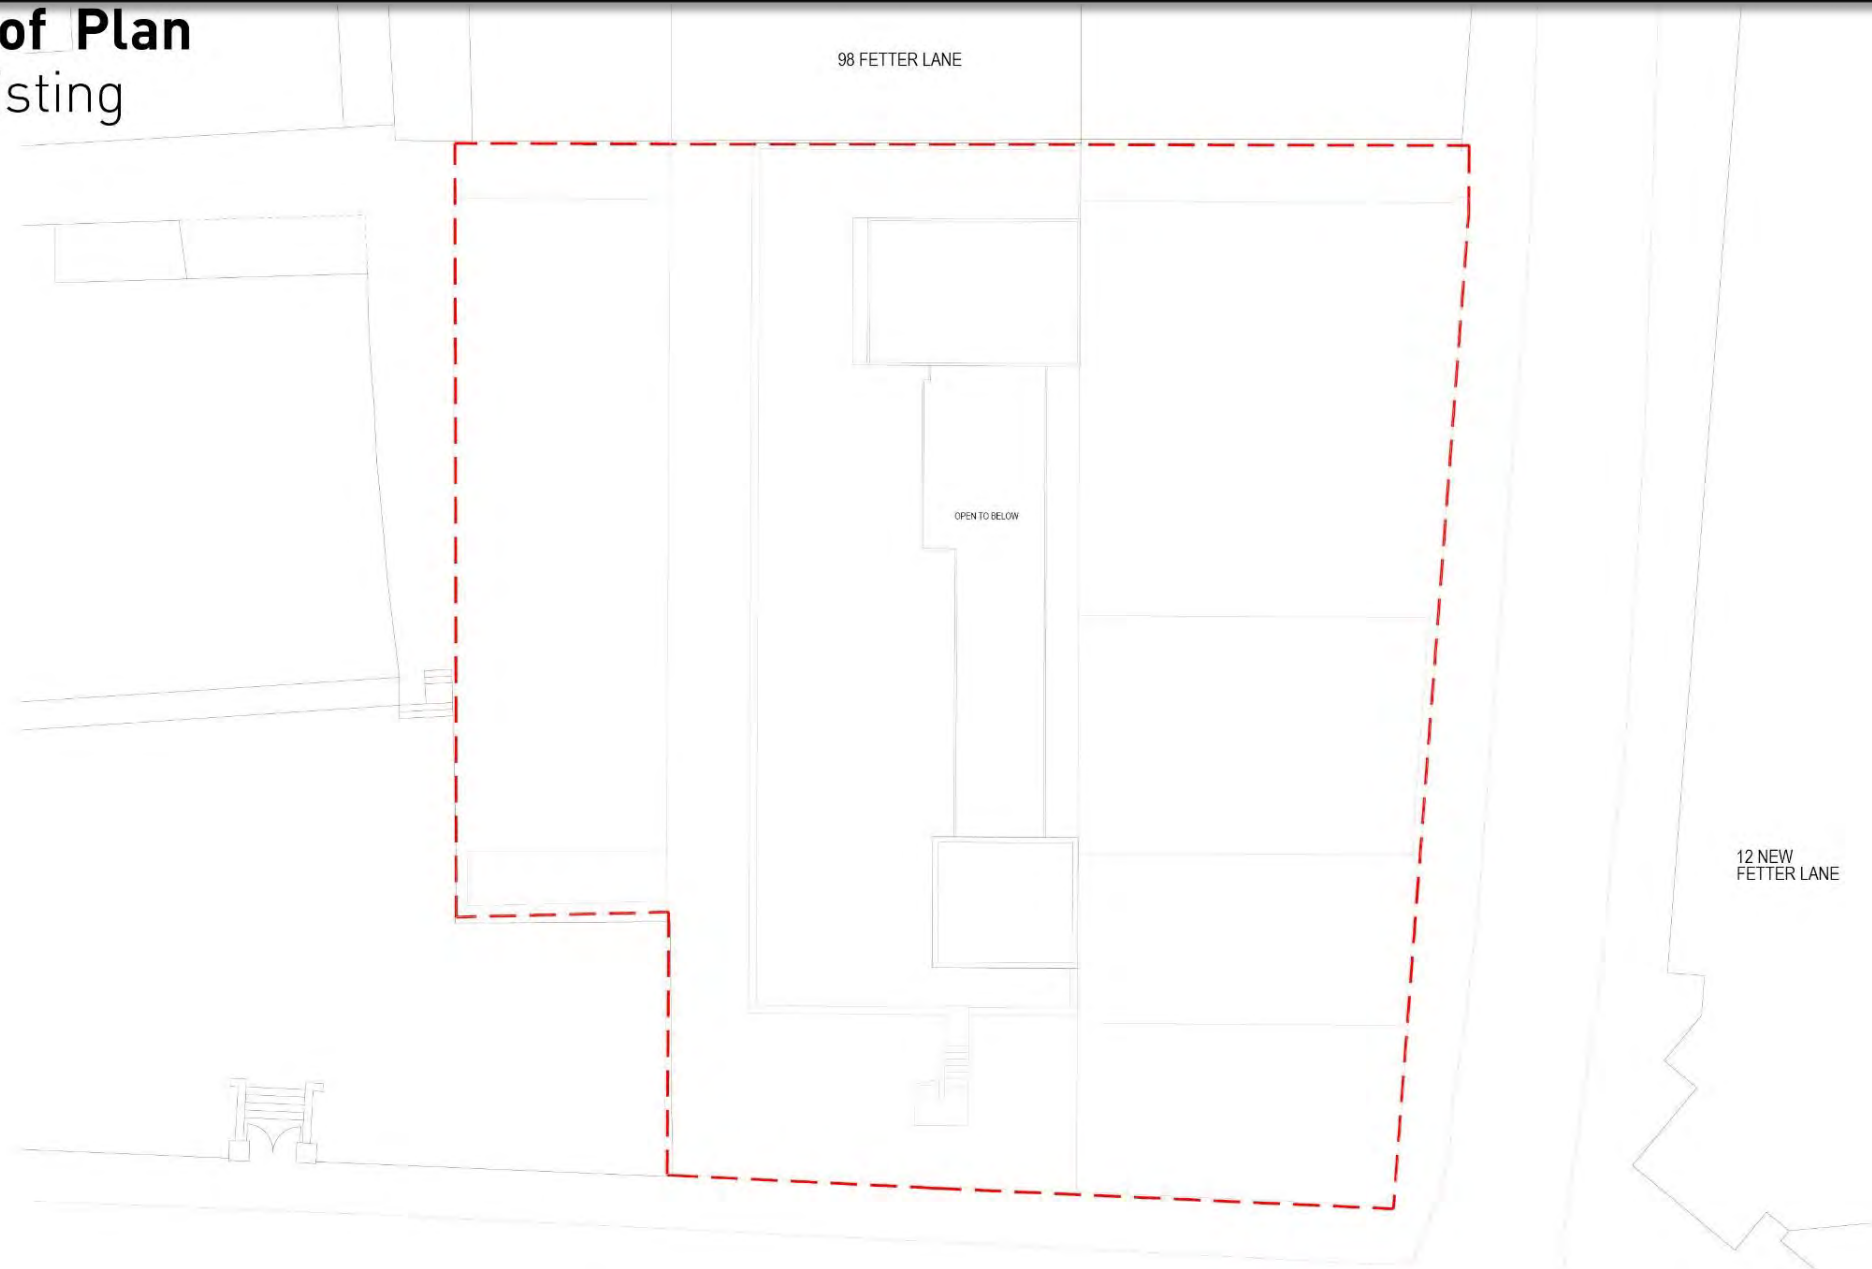 of Plan
sting
98 FETTER LANE
OPEN TO BELOW
12 NEW
FETTER LANE